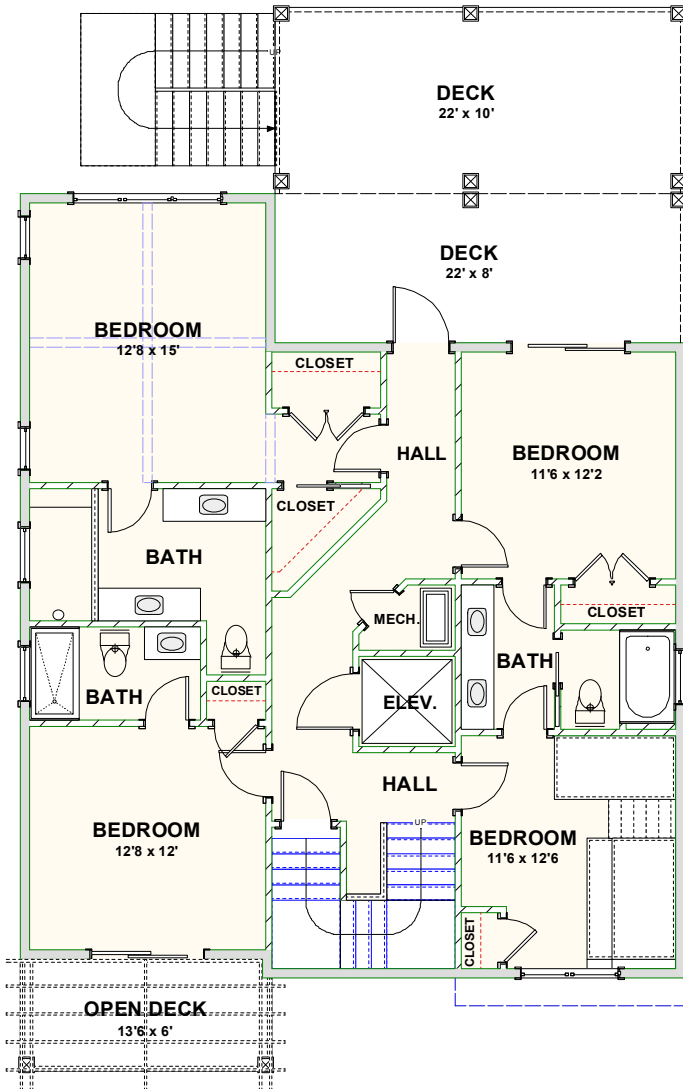 UP
DECK
22' x 10'
DECK
22' x 8'
BEDROOM
12'8 x 15'
CLOSET
HALL
BEDROOM
11'6 x 12'2
CLOSET
BATH
MECH.
CLOSET
BATH
BATH
CLOSET
ELEV.
HALL
UP
BEDROOM
12'8 x 12'
BEDROOM
11'6 x 12'6
CLOSET
OPEN DECK
13'6 x 6'